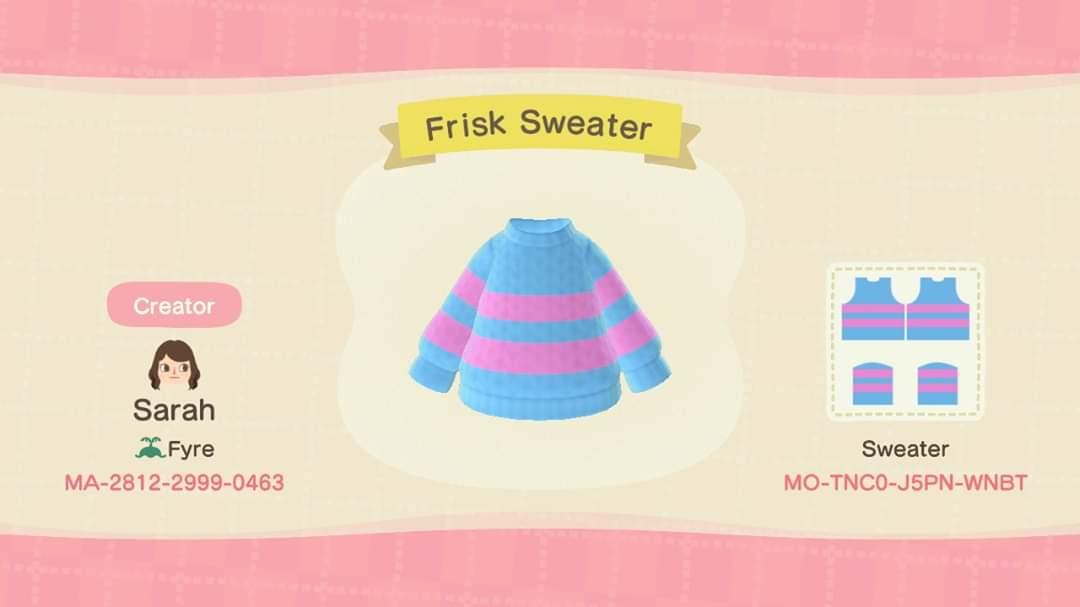 Frisk Sweater
Creator
Sarah
Fyre
MA-2812-2999-0463
Sweater
MO-TNC0-J5PN-WNBT